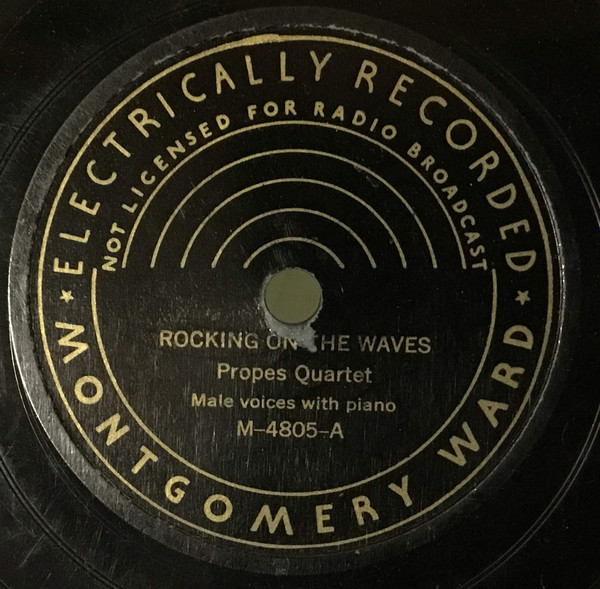 ELECTRICALLY RECORDED
NOT LICENSED FOR RADIO BROADCAST
ROCKING ON THE WAVES
Propes Quartet
Male voices with piano
M-4805-A
MONTGOMERY WARD